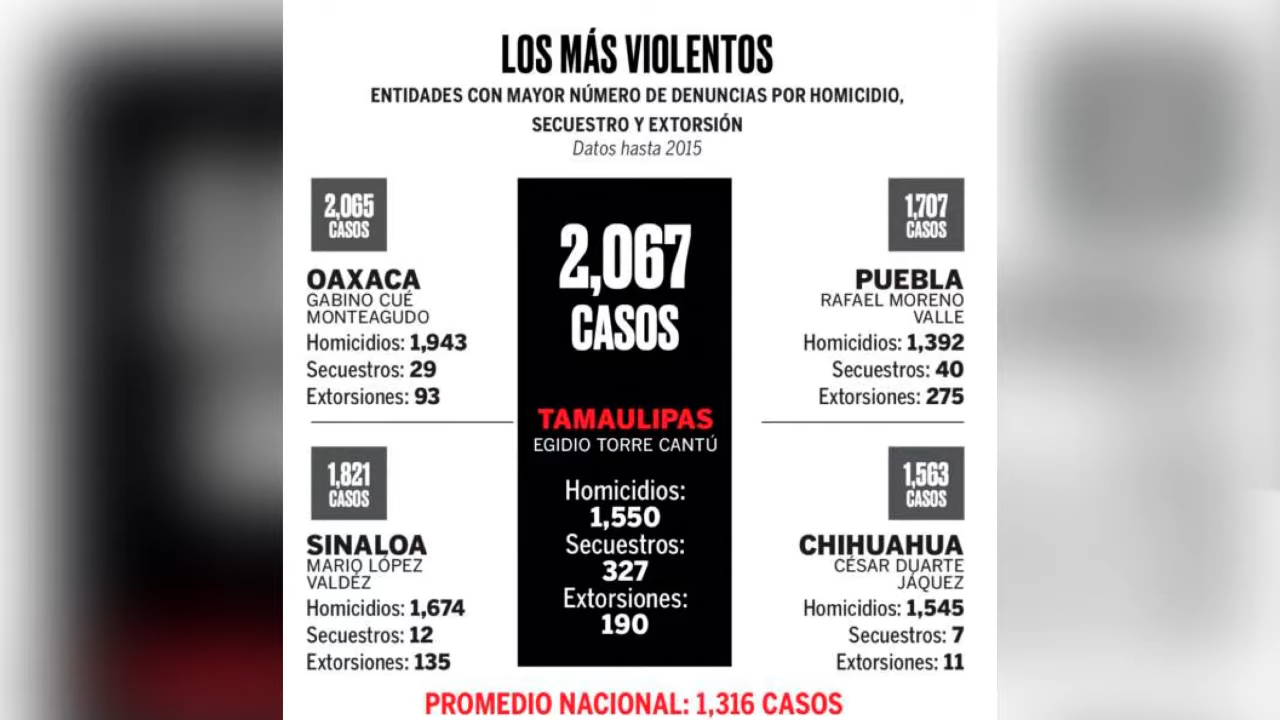 LOS MÁS VIOLENTOS
ENTIDADES CON MAYOR NÚMERO DE DENUNCIAS POR HOMICIDIO,
SECUESTRO Y EXTORSIÓN
Datos hasta 2015
2,065
CASOS
OAXACA
GABINO CUÉ
MONTEAGUDO
Homicidios: 1,943
Secuestros: 29
Extorsiones: 93
1,821
CASOS
SINALOA
MARIO LÓPEZ
VALDÉZ
Homicidios: 1,674
Secuestros: 12
Extorsiones: 135
2,067
CASOS
TAMAULIPAS
EGIDIO TORRE CANTÚ
Homicidios:
1,550
Secuestros:
327
Extorsiones:
190
1,707
CASOS
PUEBLA
RAFAEL MORENO
VALLE
Homicidios: 1,392
Secuestros: 40
Extorsiones: 275
1,563
CASOS
CHIHUAHUA
CÉSAR DUARTE
JÁQUEZ
Homicidios: 1,545
Secuestros: 7
Extorsiones: 11
PROMEDIO NACIONAL: 1,316 CASOS